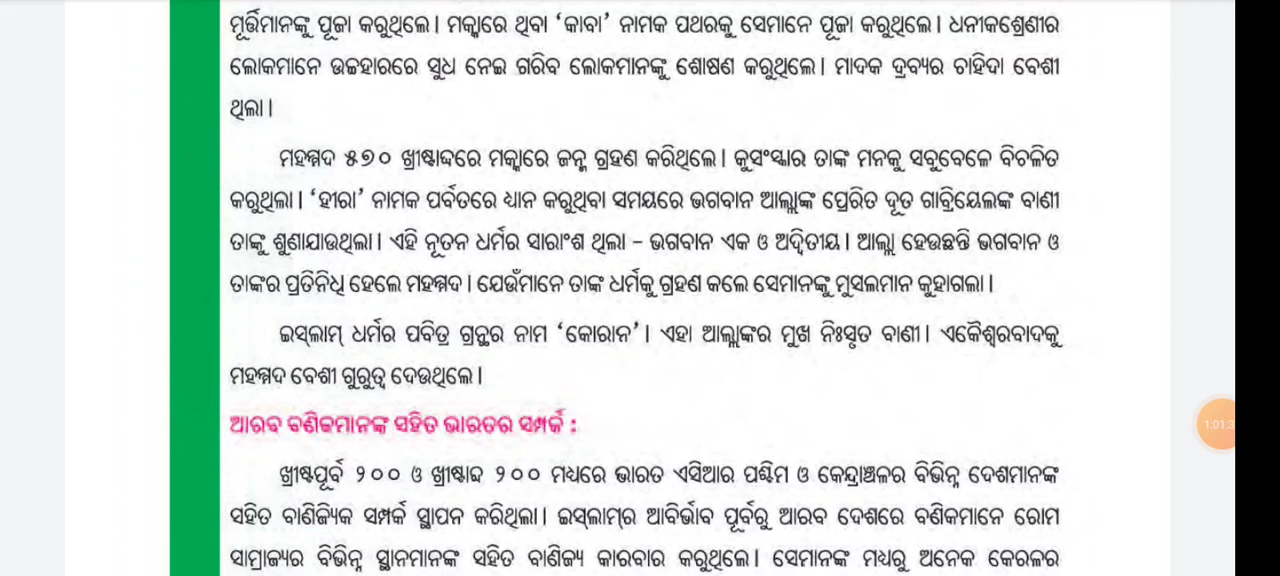 ମୂର୍ତ୍ତିମାନଙ୍କୁ ପୂଜା କରୁଥିଲେ। ମକ୍କାରେ ଥିବା ‘କାବା’ ନାମକ ପଥରକୁ ସେମାନେ ପୂଜା କରୁଥିଲେ। ଧନୀକଶ୍ରେଣୀର
ଲୋକମାନେ ଉଚ୍ଚହାରରେ ସୁଧ ନେଇ ଗରିବ ଲୋକମାନଙ୍କୁ ଶୋଷଣ କରୁଥିଲେ। ମାଦକ ଦ୍ରବ୍ୟର ଚାହିଦା ବେଶୀ
ଥିଲା।
ମହମ୍ମଦ ୫୭୦ ଖ୍ରୀଷ୍ଟାବ୍ଦରେ ମକ୍କାରେ ଜନ୍ମ ଗ୍ରହଣ କରିଥିଲେ। କୁସଂସ୍କାର ତାଙ୍କ ମନକୁ ସବୁବେଳେ ବିଚଳିତ
କରୁଥିଲା। ‘ହୀରା’ ନାମକ ପର୍ବତରେ ଧ୍ୟାନ କରୁଥିବା ସମୟରେ ଭଗବାନ ଆଲ୍ଲାଙ୍କ ପ୍ରେରିତ ଦୂତ ଗାବ୍ରିୟେଲଙ୍କ ବାଣୀ
ତାଙ୍କୁ ଶୁଣାଯାଉଥିଲା। ଏହି ନୂତନ ଧର୍ମର ସାରାଂଶ ଥିଲା – ଭଗବାନ ଏକ ଓ ଅଦ୍ୱିତୀୟ। ଆଲ୍ଲା ହେଉଛନ୍ତି ଭଗବାନ ଓ
ତାଙ୍କର ପ୍ରତିନିଧି ହେଲେ ମହମ୍ମଦ। ଯେଉଁମାନେ ତାଙ୍କ ଧର୍ମକୁ ଗ୍ରହଣ କଲେ ସେମାନଙ୍କୁ ମୁସଲମାନ କୁହାଗଲା।
ଇସ୍‌ଲାମ୍ ଧର୍ମର ପବିତ୍ର ଗ୍ରନ୍ଥର ନାମ ‘କୋରାନ’। ଏହା ଆଲ୍ଲାଙ୍କର ମୁଖ ନିଃସୃତ ବାଣୀ। ଏକୈଶ୍ୱରବାଦକୁ
ମହମ୍ମଦ ବେଶୀ ଗୁରୁତ୍ୱ ଦେଉଥିଲେ।
ଆରବ ବଣିକମାନଙ୍କ ସହିତ ଭାରତର ସମ୍ପର୍କ :
ଖ୍ରୀଷ୍ଟପୂର୍ବ ୨୦୦ ଓ ଖ୍ରୀଷ୍ଟାବ୍ଦ ୨୦୦ ମଧ୍ୟରେ ଭାରତ ଏସିଆର ପଶ୍ଚିମ ଓ କେନ୍ଦ୍ରାଞ୍ଚଳର ବିଭିନ୍ନ ଦେଶମାନଙ୍କ
ସହିତ ବାଣିଜ୍ୟିକ ସମ୍ପର୍କ ସ୍ଥାପନ କରିଥିଲା। ଇସ୍‌ଲାମ୍‌ର ଆବିର୍ଭାବ ପୂର୍ବରୁ ଆରବ ଦେଶରେ ବଣିକମାନେ ରୋମ
ସାମ୍ରାଜ୍ୟର ବିଭିନ୍ନ ସ୍ଥାନମାନଙ୍କ ସହିତ ବାଣିଜ୍ୟ କାରବାର କରୁଥିଲେ। ସେମାନଙ୍କ ମଧ୍ୟରୁ ଅନେକ କେରଳର